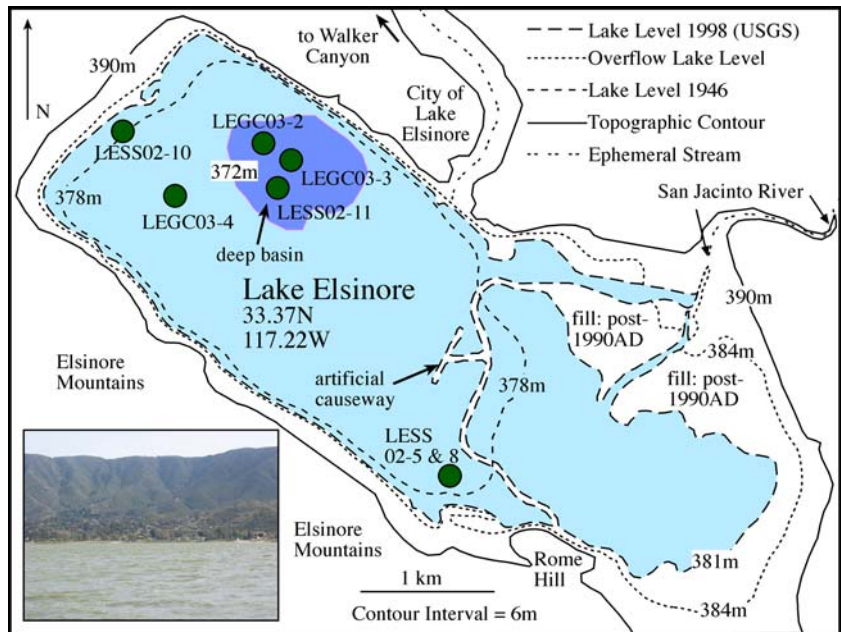 to Walker
Canyon
390m
N
City of
Lake
Elsinore
Lake Level 1998 (USGS)
Overflow Lake Level
Lake Level 1946
Topographic Contour
Ephemeral Stream
LEGC03-2
LESS02-10
372m
LEGC03-3
San Jacinto River
378m
LEGC03-4
LESS02-11
deep basin
Lake Elsinore
33.37N
117.22W
390m
fill: post-
1990AD
384m
fill: post-
1990AD
Elsinore
Mountains
artificial
causeway
378m
LESS
02-5 & 8
Elsinore
Mountains
Rome
Hill
381m
384m
1 km
Contour Interval = 6m